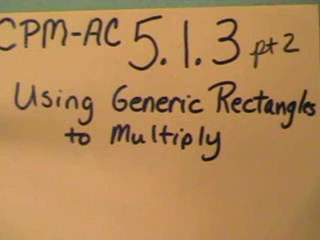 CPM-AC 5.1.3 pt 2
Using Generic Rectangles
to Multiply